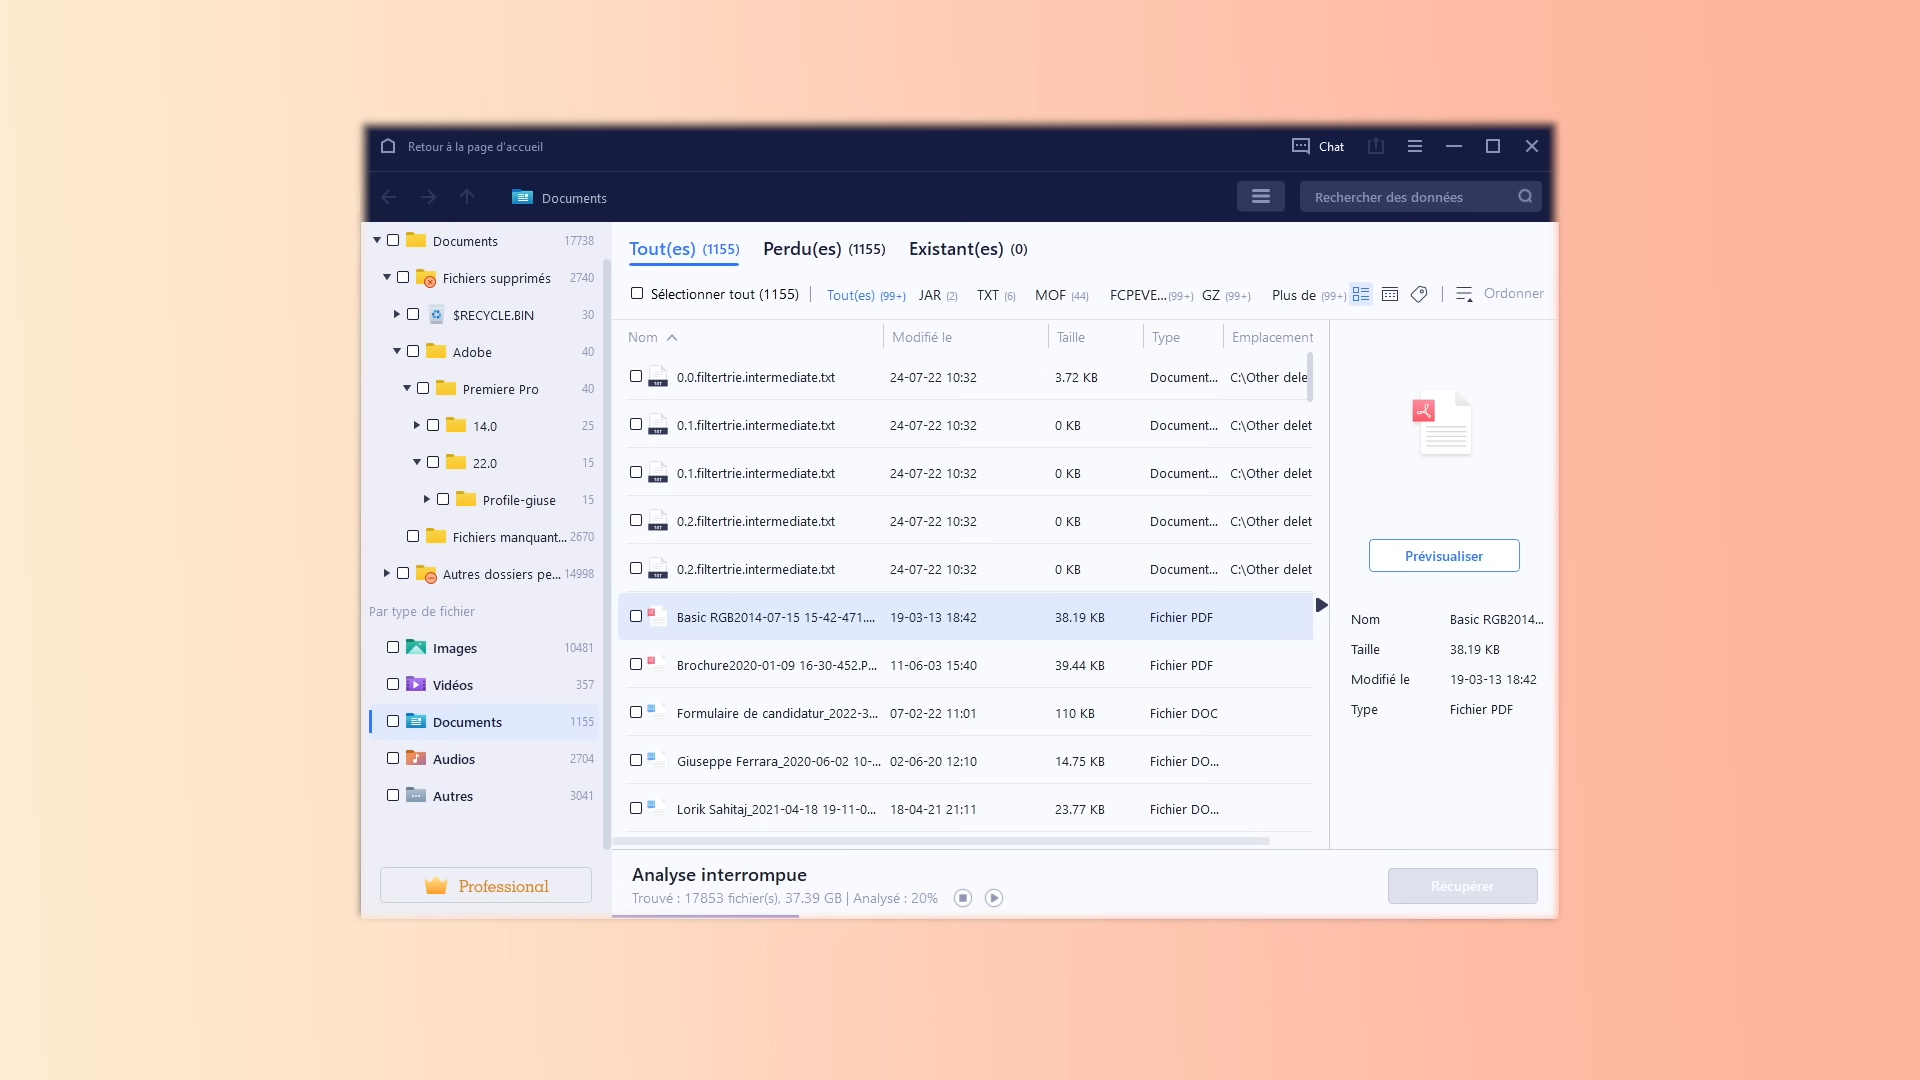 Retour à la page d'accueil
Chat
Documents
Rechercher des données
Documents 17738
Fichiers supprimés 2740
$RECYCLE.BIN 30
Adobe 40
Premiere Pro 40
14.0 25
22.0 15
Profile-giuse 15
Fichiers manquant... 2670
Autres dossiers pe... 14998
Par type de fichier
Images 10481
Vidéos 357
Documents 1155
Audios 2704
Autres 3041
Professional
Tout(es) (1155) Perdu(es) (1155) Existant(es) (0)
Sélectionner tout (1155) Tout(es) (99+) JAR (2) TXT (6) MOF (44) FCPEVE... (99+) GZ (99+) Plus de (99+) Ordonner
Nom Modifié le Taille Type Emplacement
0.0.filtertrie.intermediate.txt 24-07-22 10:32 3.72 KB Document... C:\Other dele
0.1.filtertrie.intermediate.txt 24-07-22 10:32 0 KB Document... C:\Other delet
0.1.filtertrie.intermediate.txt 24-07-22 10:32 0 KB Document... C:\Other delet
0.2.filtertrie.intermediate.txt 24-07-22 10:32 0 KB Document... C:\Other delet
0.2.filtertrie.intermediate.txt 24-07-22 10:32 0 KB Document... C:\Other delet
Basic RGB2014-07-15 15-42-471.... 19-03-13 18:42 38.19 KB Fichier PDF
Brochure2020-01-09 16-30-452.P... 11-06-03 15:40 39.44 KB Fichier PDF
Formulaire de candidatur_2022-3... 07-02-22 11:01 110 KB Fichier DOC
Giuseppe Ferrara_2020-06-02 10-... 02-06-20 12:10 14.75 KB Fichier DO...
Lorik Sahitaj_2021-04-18 19-11-0... 18-04-21 21:11 23.77 KB Fichier DO...
Prévisualiser
Nom Basic RGB2014...
Taille 38.19 KB
Modifié le 19-03-13 18:42
Type Fichier PDF
Analyse interrompue
Trouvé : 17853 fichier(s), 37.39 GB | Analysé : 20%
Récupérer